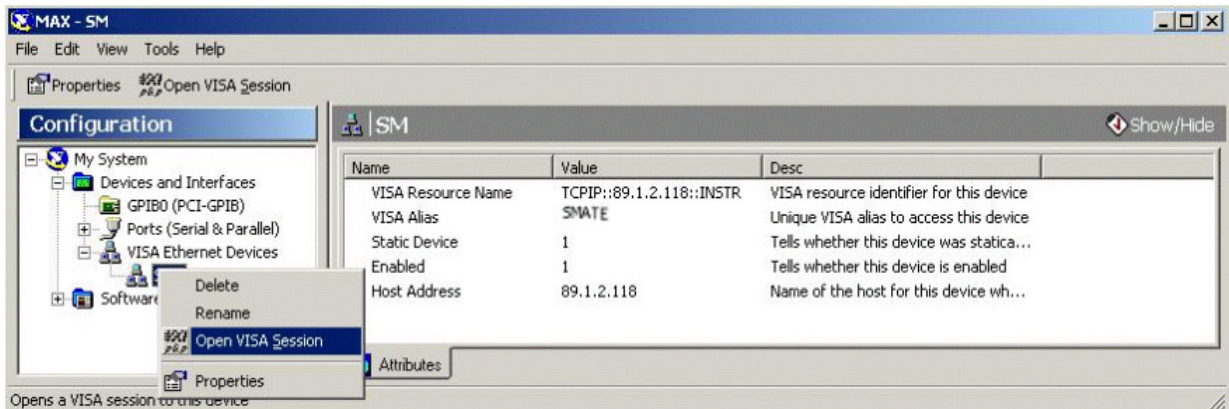 MAX - SM
File Edit View Tools Help
Properties Open VISA Session
Configuration
My System
Devices and Interfaces
GPIB0 (PCI-GPIB)
Ports (Serial & Parallel)
VISA Ethernet Devices
Software
Delete
Rename
Open VISA Session
Properties
SM
Show/Hide
Name Value Desc
VISA Resource Name TCPIP::89.1.2.118::INSTR VISA resource identifier for this device
VISA Alias SMATE Unique VISA alias to access this device
Static Device 1 Tells whether this device was statica...
Enabled 1 Tells whether this device is enabled
Host Address 89.1.2.118 Name of the host for this device wh...
Attributes
Opens a VISA session to this device